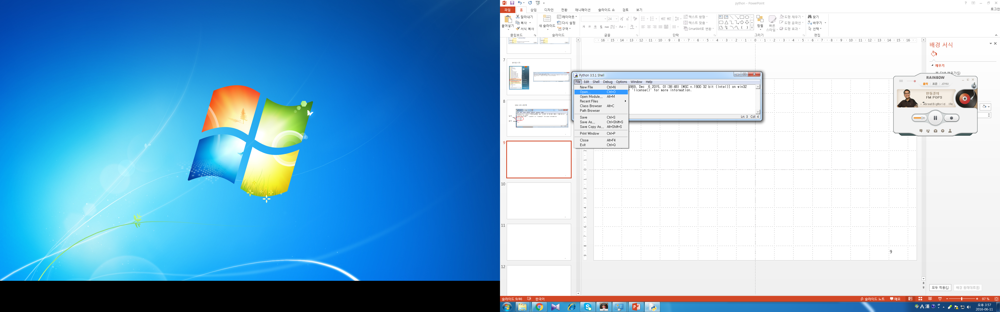 python - PowerPoint
로그인
파일 홈 삽입 디자인 전환 애니메이션 슬라이드 쇼 검토 보기
붙여넣기
잘라내기
복사
서식 복사
클립보드
새 슬라이드
레이아웃
다시 설정
구역
슬라이드
24
글꼴
텍스트 방향
텍스트 맞춤
SmartArt로 변환
단락
정렬
빠른 스타일
도형 채우기
도형 윤곽선
도형 효과
그리기
찾기
바꾸기
선택
편집
7
8
9
10
11
12
배경 서식
채우기
단색 채우기(S)
Python 3.5.1 Shell
File Edit Shell Debug Options Window Help
5969, Dec 6 2015, 01:38:48) [MSC v.1900 32 bit (Intel)] on win32
"license()" for more information.
New File Ctrl+N
Open... Ctrl+O
Open Module... Alt+M
Recent Files
Class Browser Alt+C
Path Browser
Save Ctrl+S
Save As... Ctrl+Shift+S
Save Copy As... Alt+Shift+S
Print Window Ctrl+P
Close Alt+F4
Exit Ctrl+Q
Ln: 3 Col: 4
RAINBOW
음악 표준 JOY4U
한동준의
FM POPS
- AGreatBigWorld IRe
9
모두 적용(L) 배경 원래대로(B)
슬라이드 9/46 한국어
슬라이드 노트 메모 97 %
A 漢
오후 3:57
2016-06-11